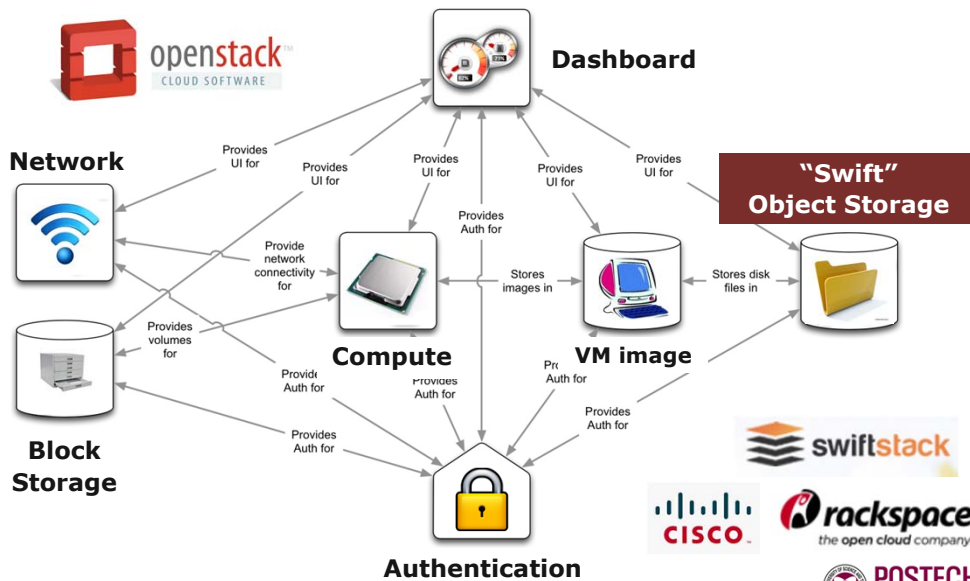 openstack™
CLOUD SOFTWARE
Dashboard
Network
Provides
UI for
Provides
UI for
Provides
UI for
Provides
UI for
Provides
UI for
“Swift”
Object Storage
Provides
Auth for
Provide
network
connectivity
for
Stores
images in
Stores disk
files in
Provides
volumes
for
Compute
VM image
Auth for
Provides
Auth for
Auth for
Provides
Auth for
Provides
Auth for
Block
Storage
swiftstack
CISCO
rackspace
the open cloud company
POSTECH
Authentication